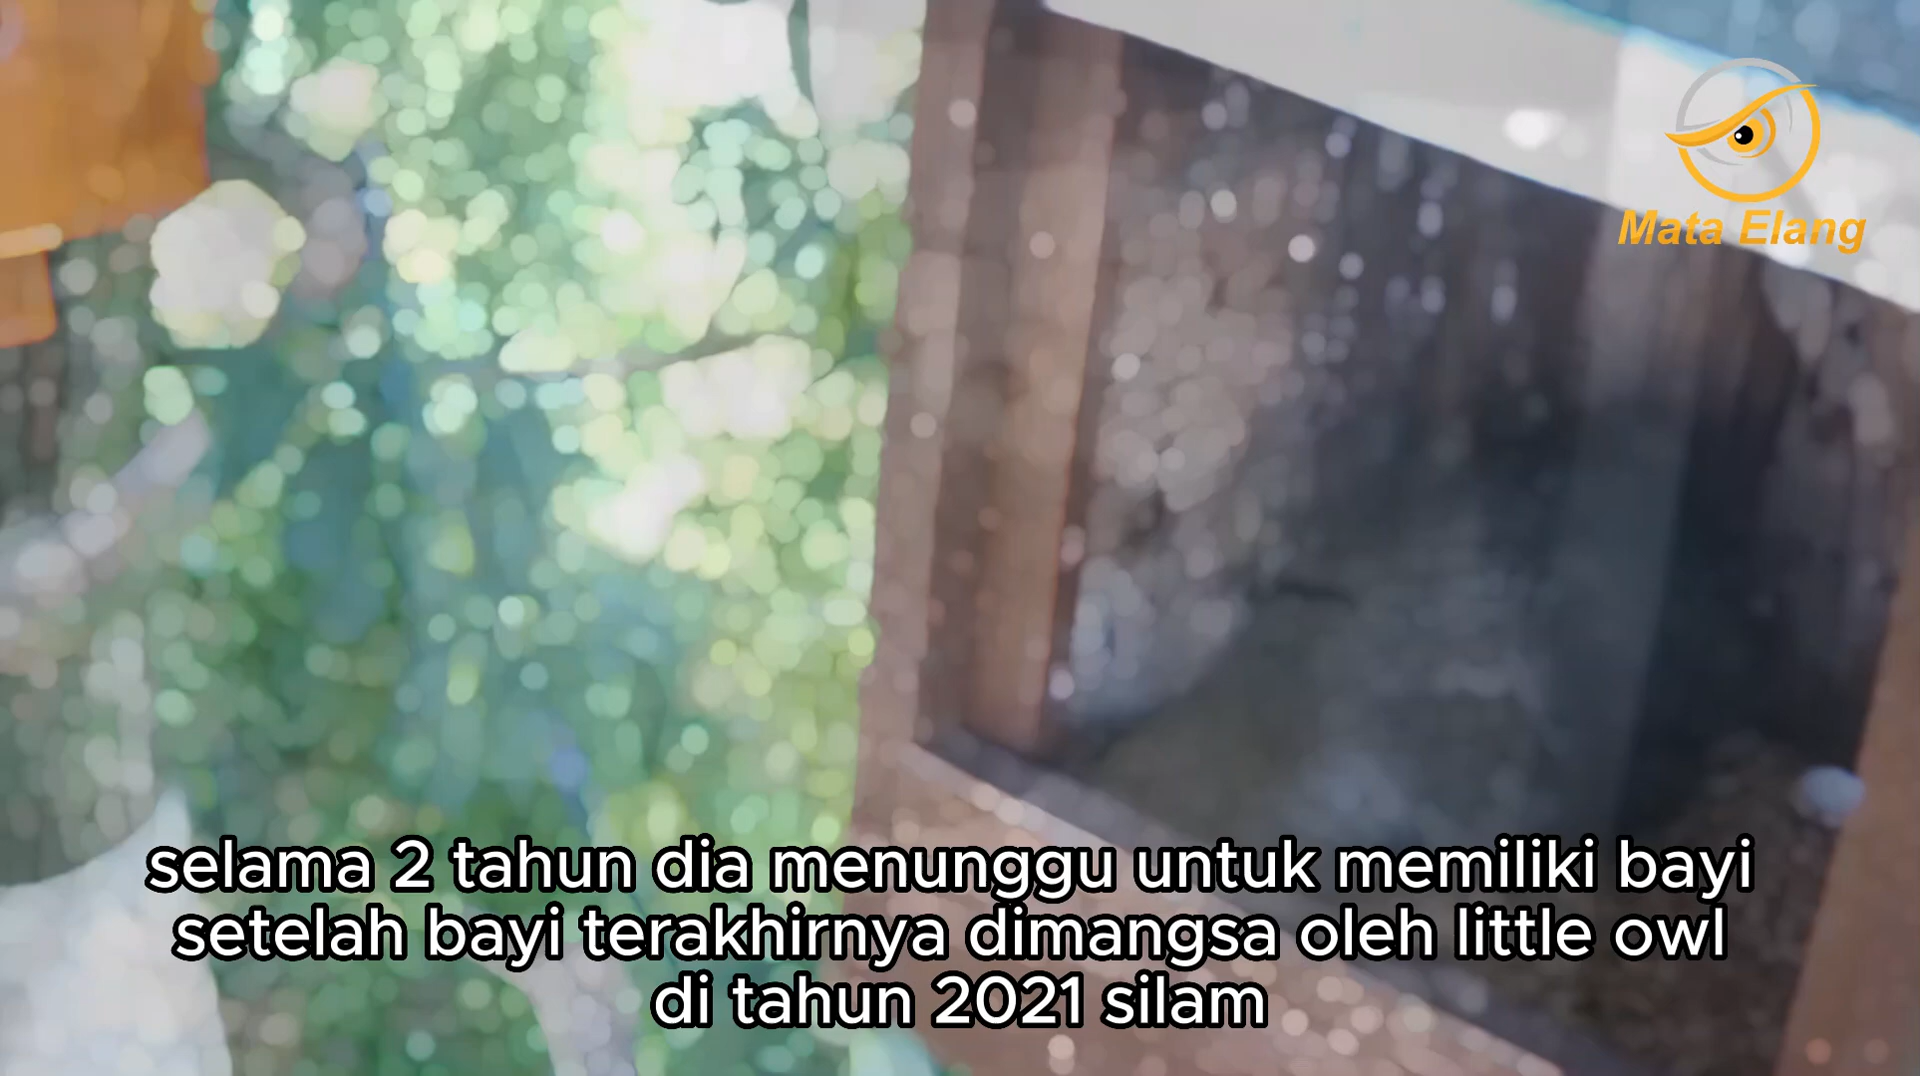 Mata Elang
selama 2 tahun dia menunggu untuk memiliki bayi
setelah bayi terakhirnya dimangsa oleh little owl
di tahun 2021 silam